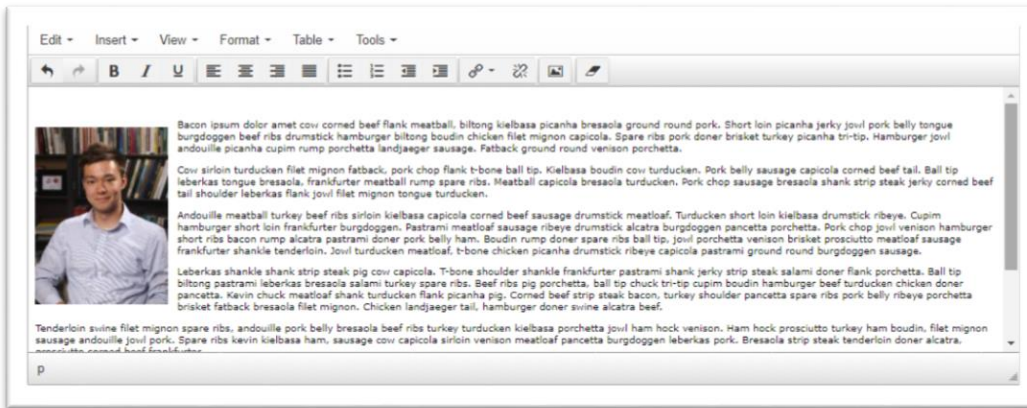 Edit Insert View Format Table Tools
B I U
Bacon ipsum dolor amet cow corned beef flank meatball, biltong kielbasa picanha bresaola ground round pork. Short loin picanha jerky jowl pork belly tongue
burgdoggen beef ribs drumstick hamburger biltong boudin chicken filet mignon capicola. Spare ribs pork doner brisket turkey picanha tri-tip. Hamburger jowl
andouille picanha cupim rump porchetta landjaeger sausage. Fatback ground round venison porchetta.
Cow sirloin turducken filet mignon fatback, pork chop flank t-bone ball tip. Kielbasa boudin cow turducken. Pork belly sausage capicola corned beef tail. Ball tip
leberkas tongue bresaola, frankfurter meatball rump spare ribs. Meatball capicola bresaola turducken. Pork chop sausage bresaola shank strip steak jerky corned beef
tail shoulder leberkas flank jowl filet mignon tongue turducken.
Andouille meatball turkey beef ribs sirloin kielbasa capicola corned beef sausage drumstick meatloaf. Turducken short loin kielbasa drumstick ribeye. Cupim
hamburger short loin frankfurter burgdoggen. Pastrami meatloaf sausage ribeye drumstick alcatra burgdoggen pancetta porchetta. Pork chop jowl venison hamburger
short ribs bacon rump alcatra pastrami doner pork belly ham. Boudin rump doner spare ribs ball tip, jowl porchetta venison brisket prosciutto meatloaf sausage
frankfurter shankle tenderloin. Jowl turducken meatloaf, t-bone chicken picanha drumstick ribeye capicola pastrami ground round burgdoggen sausage.
Leberkas shankle shank strip steak pig cow capicola. T-bone shoulder shankle frankfurter pastrami shank jerky strip steak salami doner flank porchetta. Ball tip
biltong pastrami leberkas bresaola salami turkey spare ribs. Beef ribs pig porchetta, ball tip chuck tri-tip cupim boudin hamburger beef turducken chicken doner
pancetta. Kevin chuck meatloaf shank turducken flank picanha pig. Corned beef strip steak bacon, turkey shoulder pancetta spare ribs pork belly ribeye porchetta
brisket fatback bresaola filet mignon. Chicken landjaeger tail, hamburger doner swine alcatra beef.
Tenderloin swine filet mignon spare ribs, andouille pork belly bresaola beef ribs turkey turducken kielbasa porchetta jowl ham hock venison. Ham hock prosciutto turkey ham boudin, filet mignon
sausage andouille jowl pork. Spare ribs kevin kielbasa ham, sausage cow capicola sirloin venison meatloaf pancetta burgdoggen leberkas pork. Bresaola strip steak tenderloin doner alcatra,
prosciutto corned beef frankfurter.
p